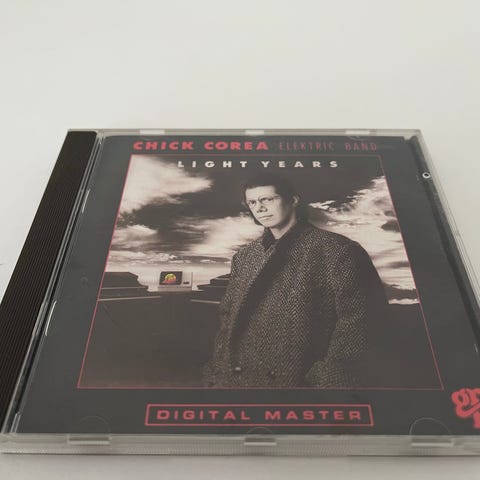 CHICK COREA ELEKTRIC BAND
LIGHT YEARS
DIGITAL MASTER